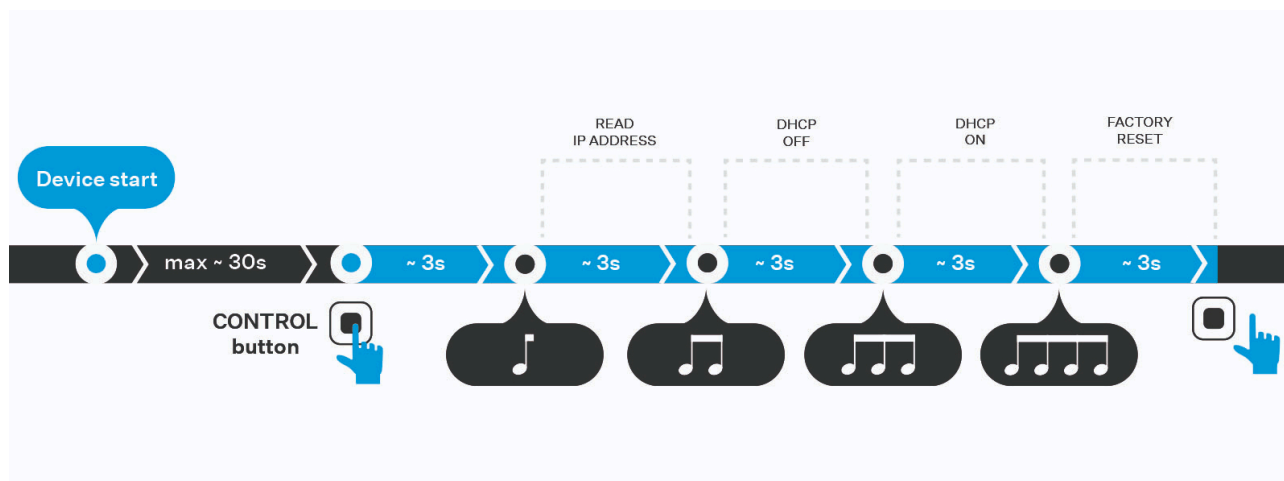 READ
IP ADDRESS
DHCP
OFF
DHCP
ON
FACTORY
RESET
Device start
max ~ 30s
~ 3s
~ 3s
~ 3s
~ 3s
~ 3s
CONTROL
button